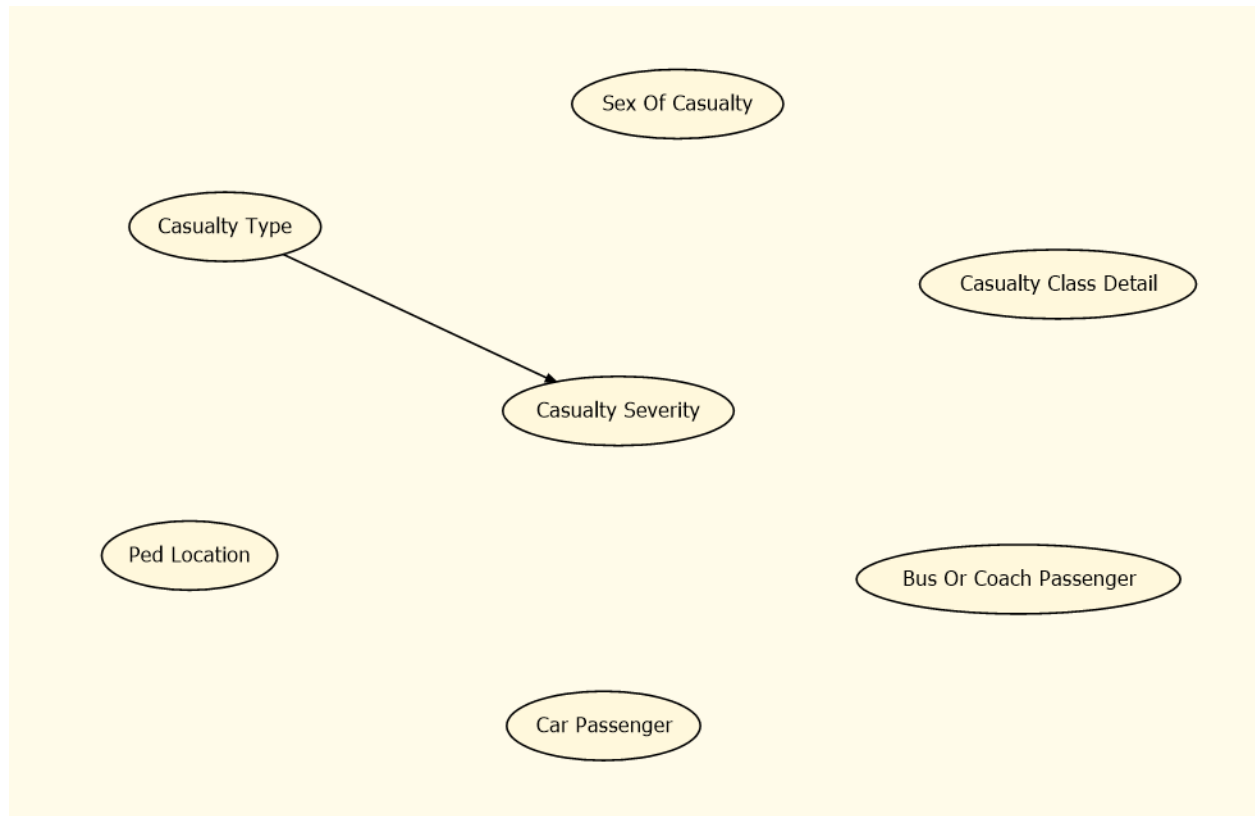 Sex Of Casualty
Casualty Type
Casualty Class Detail
Casualty Severity
Ped Location
Bus Or Coach Passenger
Car Passenger